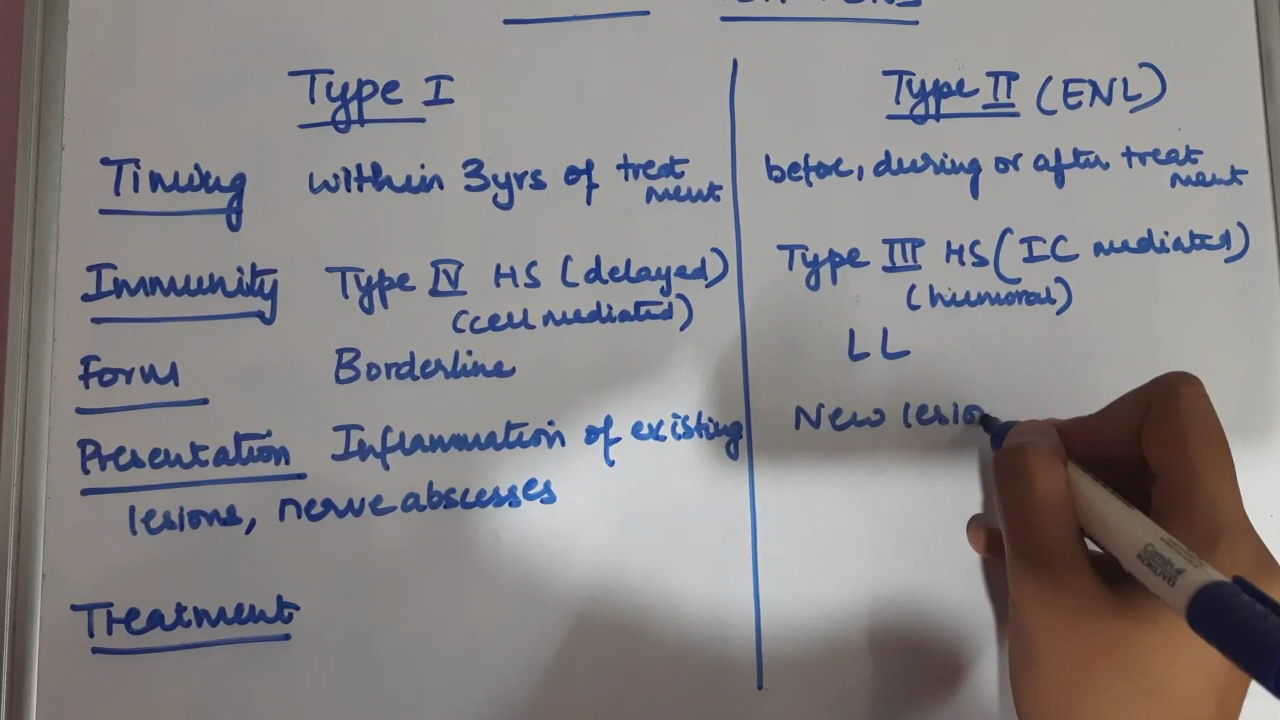 Type I
Type II (ENL)
Timing within 3yrs of treatment
before, during or after treatment
Immunity Type IV HS (delayed)
(cell mediated)
Type III HS (IC mediated)
(humoral)
Form Borderline
LL
Presentation Inflammation of existing
lesions, nerve abscesses
New lesio
Treatment